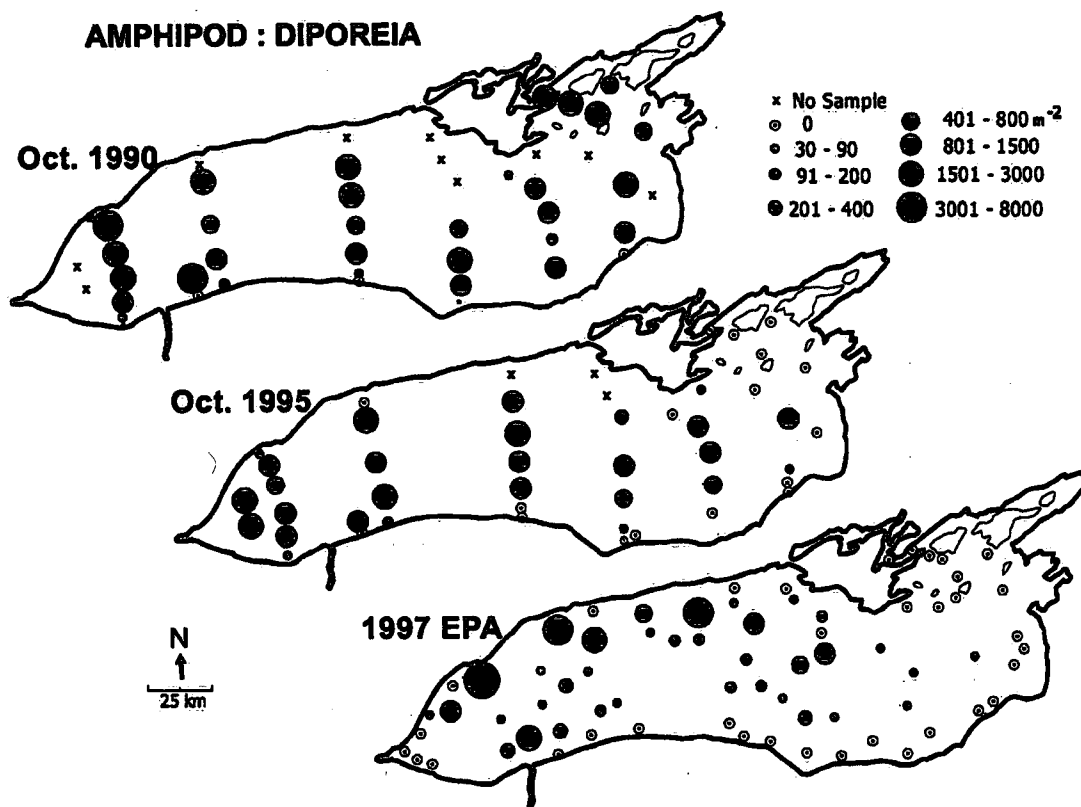 AMPHIPOD : DIPOREIA
Oct. 1990
x No Sample
0
30 - 90
91 - 200
201 - 400
401 - 800 m-2
801 - 1500
1501 - 3000
3001 - 8000
Oct. 1995
1997 EPA
N
25 km